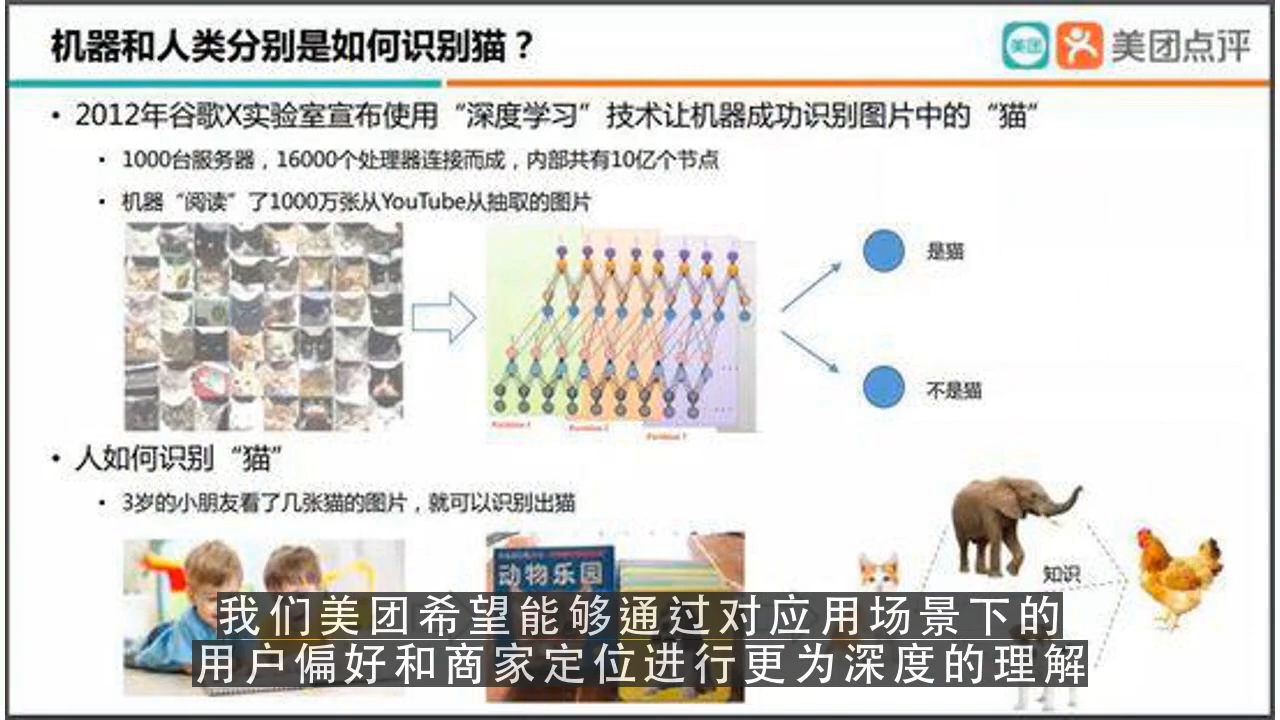 机器和人类分别是如何识别猫？
美团
美团点评
• 2012年谷歌X实验室宣布使用“深度学习”技术让机器成功识别图片中的“猫”
• 1000台服务器，16000个处理器连接而成，内部共有10亿个节点
• 机器“阅读”了1000万张从YouTube从抽取的图片
是猫
不是猫
Partition 1
• 人如何识别“猫”
• 3岁的小朋友看了几张猫的图片，就可以识别出猫
动物乐园
知识
我们美团希望能够通过对应用场景下的
用户偏好和商家定位进行更为深度的理解